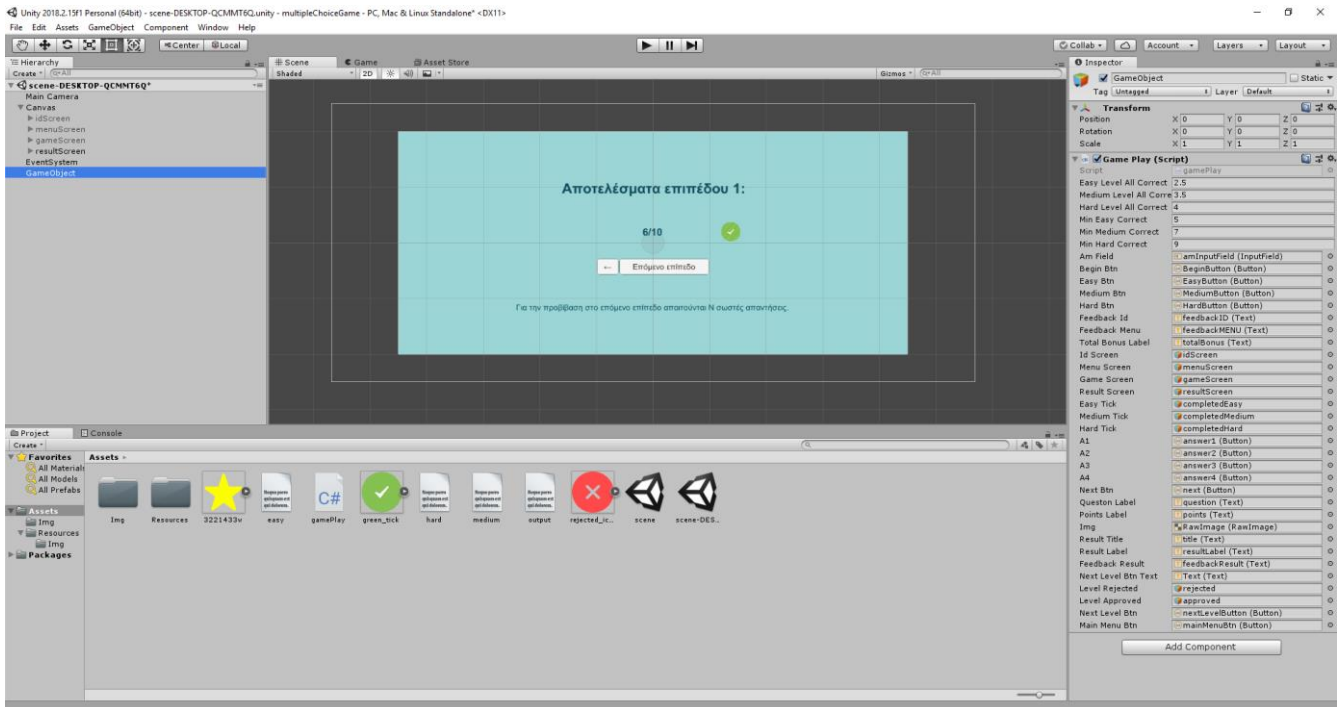 Unity 2018.2.15f1 Personal (64bit) - scene-DESKTOP-QCMMT6Q.unity - multipleChoiceGame - PC, Mac & Linux Standalone* <DX11>
File Edit Assets GameObject Component Window Help
Center Local Collab Account Layers Layout
Hierarchy
Create All
scene-DESKTOP-QCMMT6Q*
Main Camera
Canvas
idScreen
menuScreen
gameScreen
resultScreen
EventSystem
GameObject
Scene Game Asset Store
Shaded 2D Gizmos All
Αποτελέσματα επιπέδου 1:
6/10
Επόμενο επίπεδο
Για την προββαση στο επόμενο επίπεδο απαιτούνται Ν σωστές απαντήσεις.
Inspector
GameObject Static
Tag Untagged Layer Default
Transform
Position X 0 Y 0 Z 0
Rotation X 0 Y 0 Z 0
Scale X 1 Y 1 Z 1
Game Play (Script)
Script gamePlay
Easy Level All Correct 2.5
Medium Level All Corre 3.5
Hard Level All Correct 4
Min Easy Correct 5
Min Medium Correct 7
Min Hard Correct 9
Am Field amInputField (InputField)
Begin Btn BeginButton (Button)
Easy Btn EasyButton (Button)
Medium Btn MediumButton (Button)
Hard Btn HardButton (Button)
Feedback Id feedbackID (Text)
Feedback Menu feedbackMENU (Text)
Total Bonus Label totalBonus (Text)
Id Screen idScreen
Menu Screen menuScreen
Game Screen gameScreen
Result Screen resultScreen
Easy Tick completedEasy
Medium Tick completedMedium
Hard Tick completedHard
A1 answer1 (Button)
A2 answer2 (Button)
A3 answer3 (Button)
A4 answer4 (Button)
Next Btn next (Button)
Queston Label question (Text)
Points Label points (Text)
Img RawImage (RawImage)
Result Title title (Text)
Result Label resultLabel (Text)
Feedback Result feedbackResult (Text)
Next Level Btn Text Text (Text)
Level Rejected rejected
Level Approved approved
Next Level Btn nextLevelButton (Button)
Main Menu Btn mainMenuBtn (Button)
Add Component
Project Console
Create
Favorites
All Materials
All Models
All Prefabs
Assets
Img
Resources
Img
Packages
Assets
C#
Img Resources 3221433w easy gamePlay green_tick hard medium output rejected_ic... scene scene-DES...